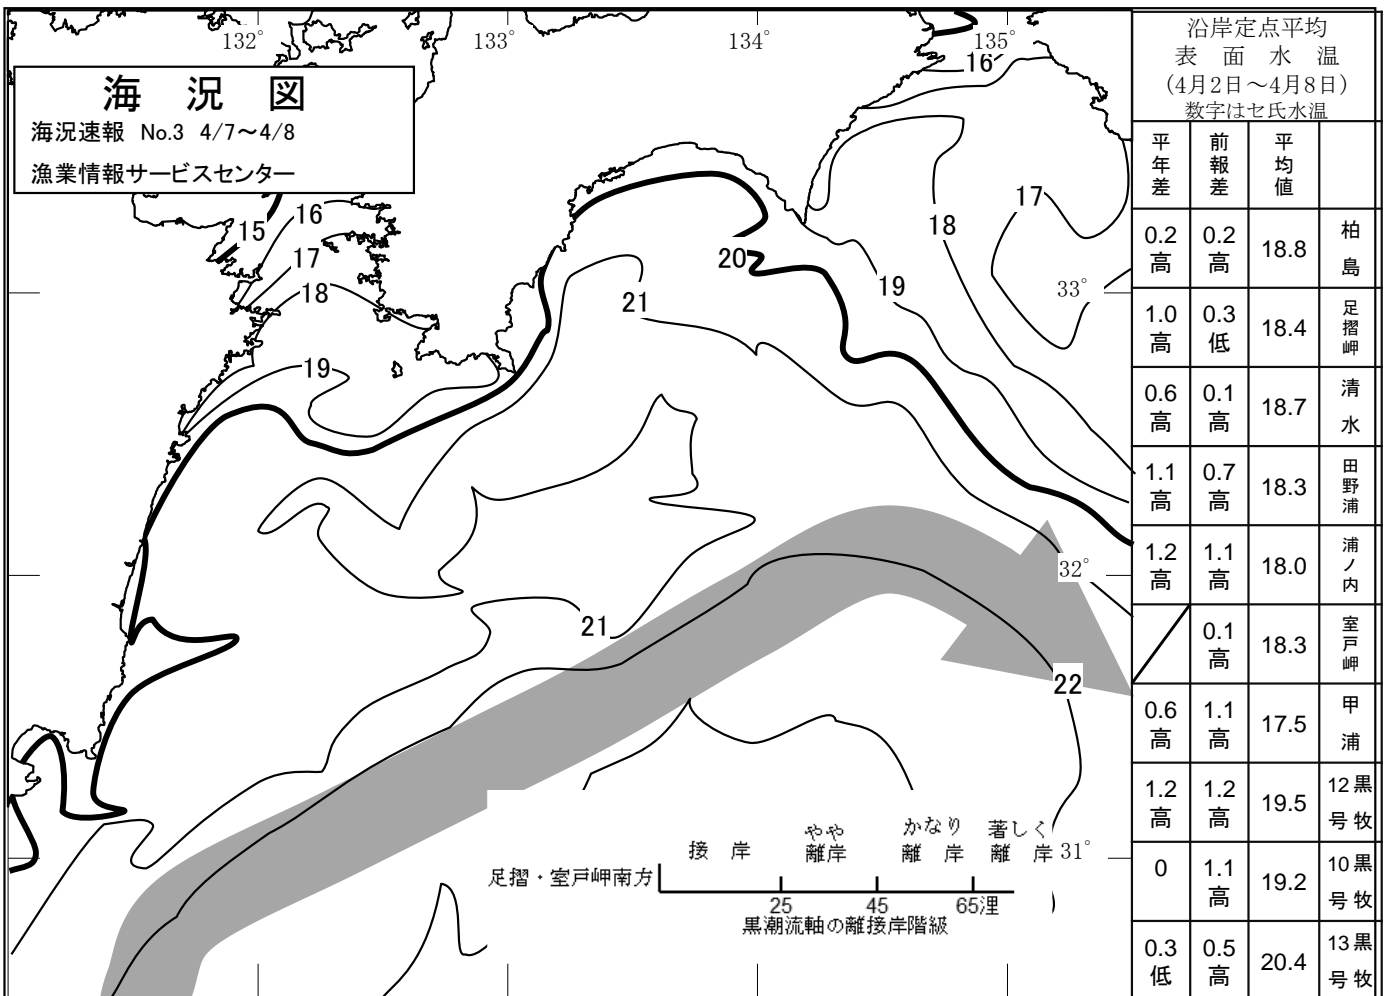 海 況 図
海況速報 No.3 4/7～4/8
漁業情報サービスセンター
132°
133°
134°
135°
16
15
16
17
18
19
17
18
19
20
21
33°
32°
21
22
31°
接 岸
やや
離岸
かなり
離 岸
著しく
離 岸
足摺・室戸岬南方
25
45
65浬
黒潮流軸の離接岸階級
沿岸定点平均
表 面 水 温
(4月2日～4月8日)
数字はセ氏水温
平年差 前報差 平均値
0.2高 0.2高 18.8 柏島
1.0高 0.3低 18.4 足摺岬
0.6高 0.1高 18.7 清水
1.1高 0.7高 18.3 田野浦
1.2高 1.1高 18.0 浦ノ内
0.1高 18.3 室戸岬
0.6高 1.1高 17.5 甲浦
1.2高 1.2高 19.5 黒牧12号
0 1.1高 19.2 黒牧10号
0.3低 0.5高 20.4 黒牧13号